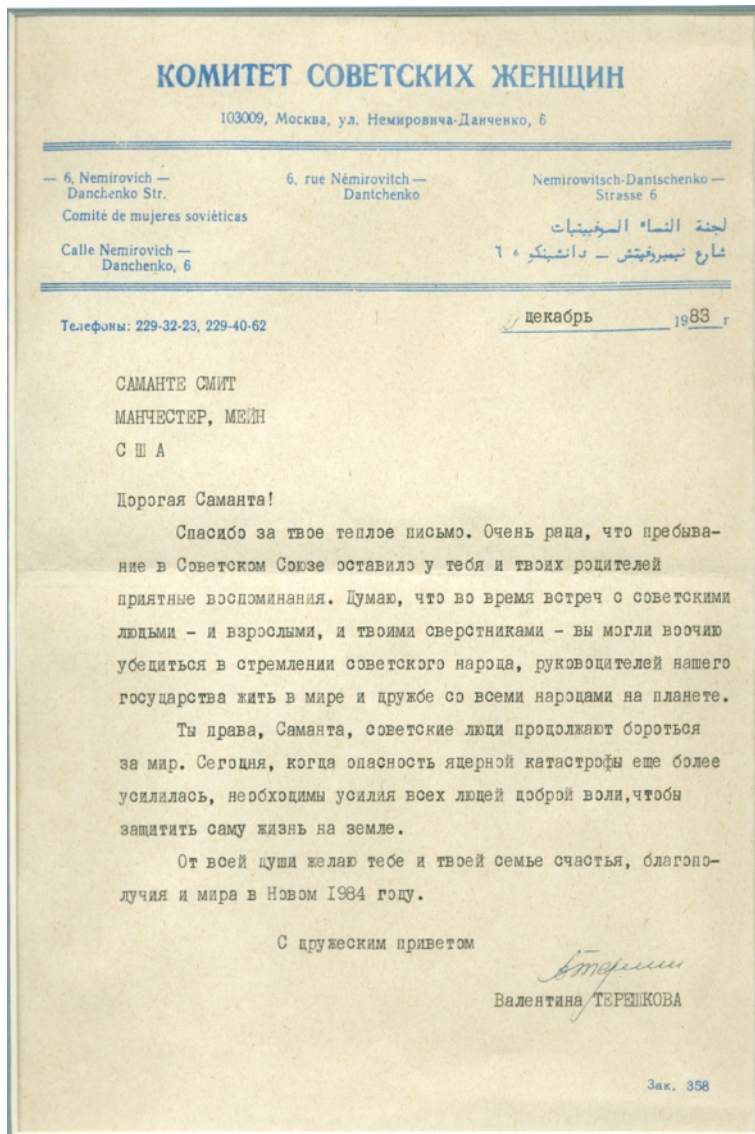 КОМИТЕТ СОВЕТСКИХ ЖЕНЩИН
103009, Москва, ул. Немировича-Данченко, 6
— 6, Nemirovich —
Danchenko Str.
Comité de mujeres soviéticas
Calle Nemirovich —
Danchenko, 6
6, rue Némirovitch —
Dantchenko
Nemirowitsch-Dantschenko —
Strasse 6
لجنة النساء السوفييتيات
شارع نيميروفيتش — دانشينكو ٦
Телефоны: 229-32-23, 229-40-62
декабрь 1983 г
САМАНТЕ СМИТ
МАНЧЕСТЕР, МЕЙН
С Ш А
Дорогая Саманта!
Спасибо за твое теплое письмо. Очень рада, что пребыва-
ние в Советском Союзе оставило у тебя и твоих родителей
приятные воспоминания. Думаю, что во время встреч с советскими
людьми - и взрослыми, и твоими сверстниками - вы могли воочию
убедиться в стремлении советского народа, руководителей нашего
государства жить в мире и дружбе со всеми народами на планете.
Ты права, Саманта, советские люди продолжают бороться
за мир. Сегодня, когда опасность ядерной катастрофы еще более
усилилась, необходимы усилия всех людей доброй воли,чтобы
защитить саму жизнь на земле.
От всей души желаю тебе и твоей семье счастья, благопо-
лучия и мира в Новом 1984 году.
С дружеским приветом
Валентина ТЕРЕШКОВА
Зак. 358